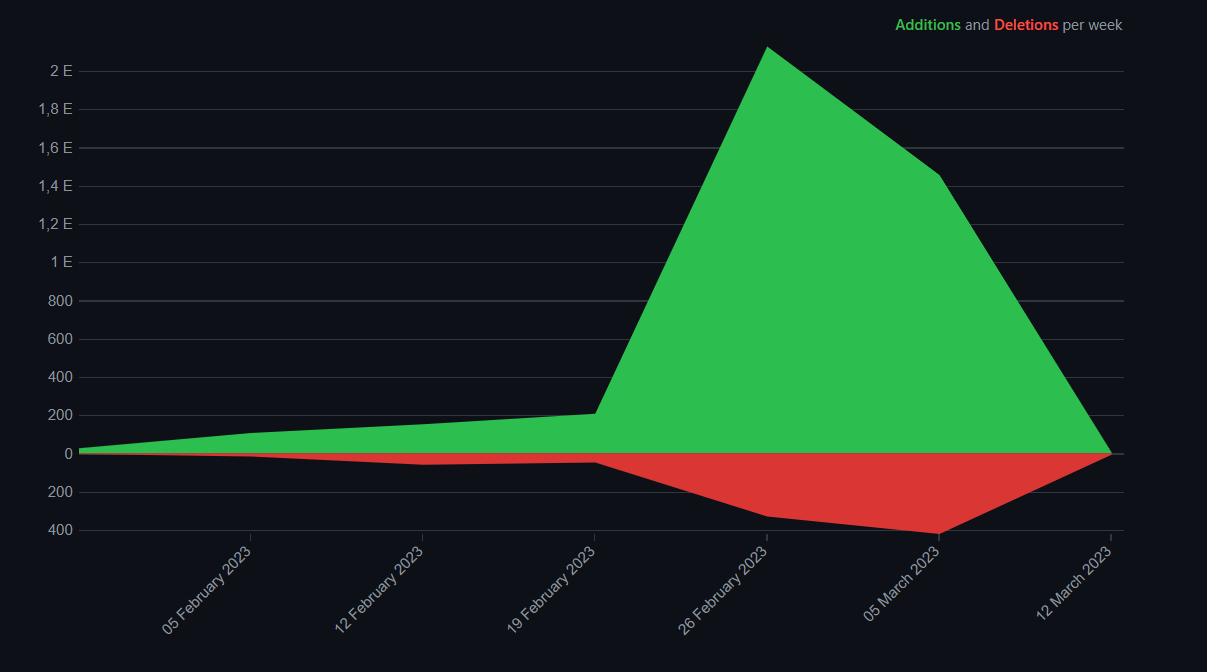 Additions and Deletions per week
2 E
1,8 E
1,6 E
1,4 E
1,2 E
1 E
800
600
400
200
0
200
400
05 February 2023
12 February 2023
19 February 2023
26 February 2023
05 March 2023
12 March 2023